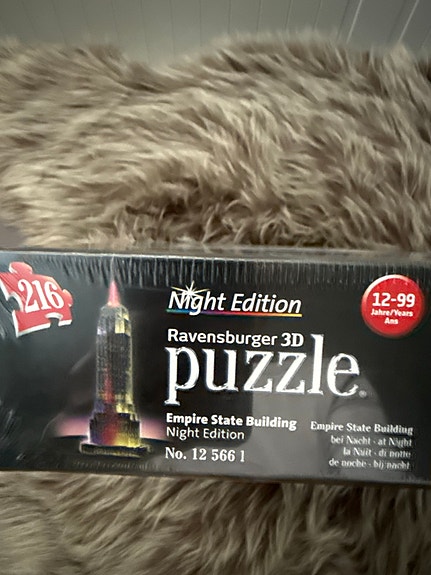 216
Night Edition
12-99
Jahre/Years
Ans
Ravensburger 3D
puzzle®
Empire State Building
Night Edition
No. 12 566 1
Empire State Building
bei Nacht · at Night
la Nuit · di notte
de noche · bij nacht